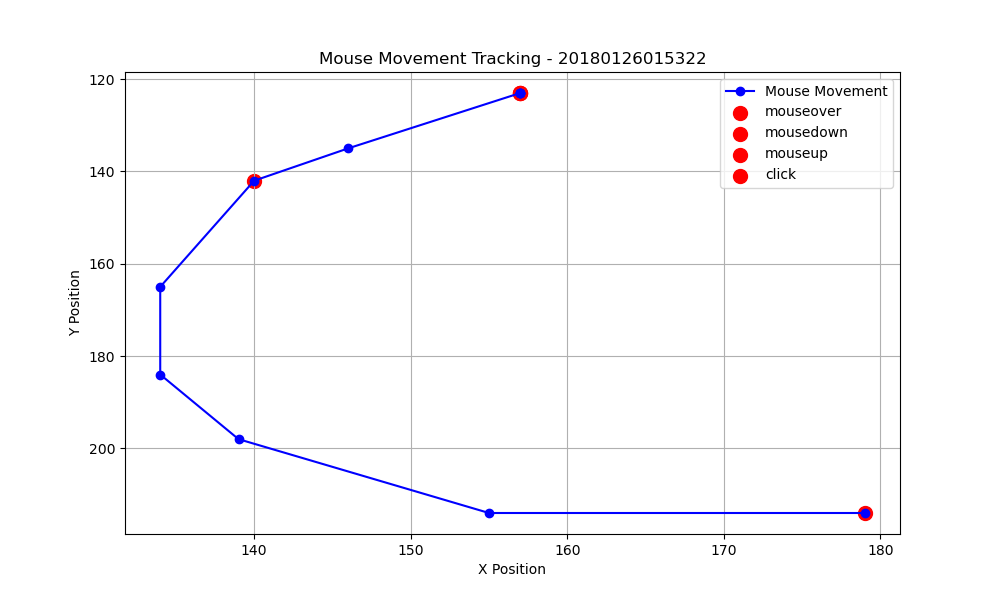 Mouse Movement Tracking - 20180126015322
Mouse Movement
mouseover
mousedown
mouseup
click
120
140
160
180
200
Y Position
140 150 160 170 180
X Position